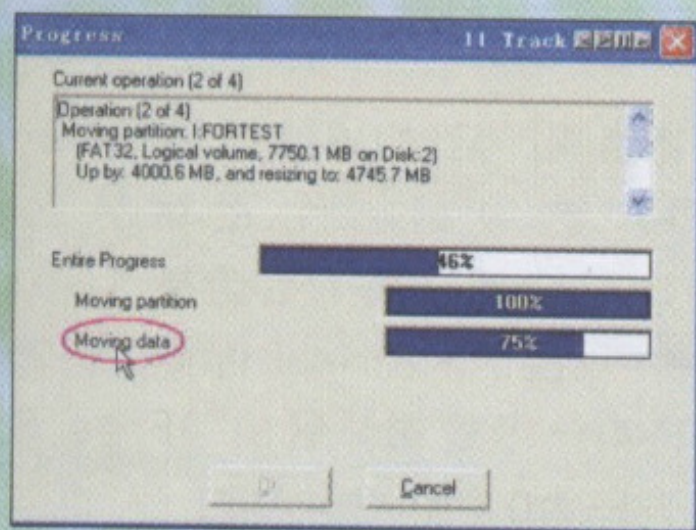 Progress
11 Track
Current operation (2 of 4)
Operation (2 of 4)
Moving partition: I:FORTEST
(FAT32, Logical volume, 7750.1 MB on Disk:2)
Up by: 4000.6 MB, and resizing to: 4745.7 MB
Entire Progress 46%
Moving partition 100%
Moving data 75%
Cancel